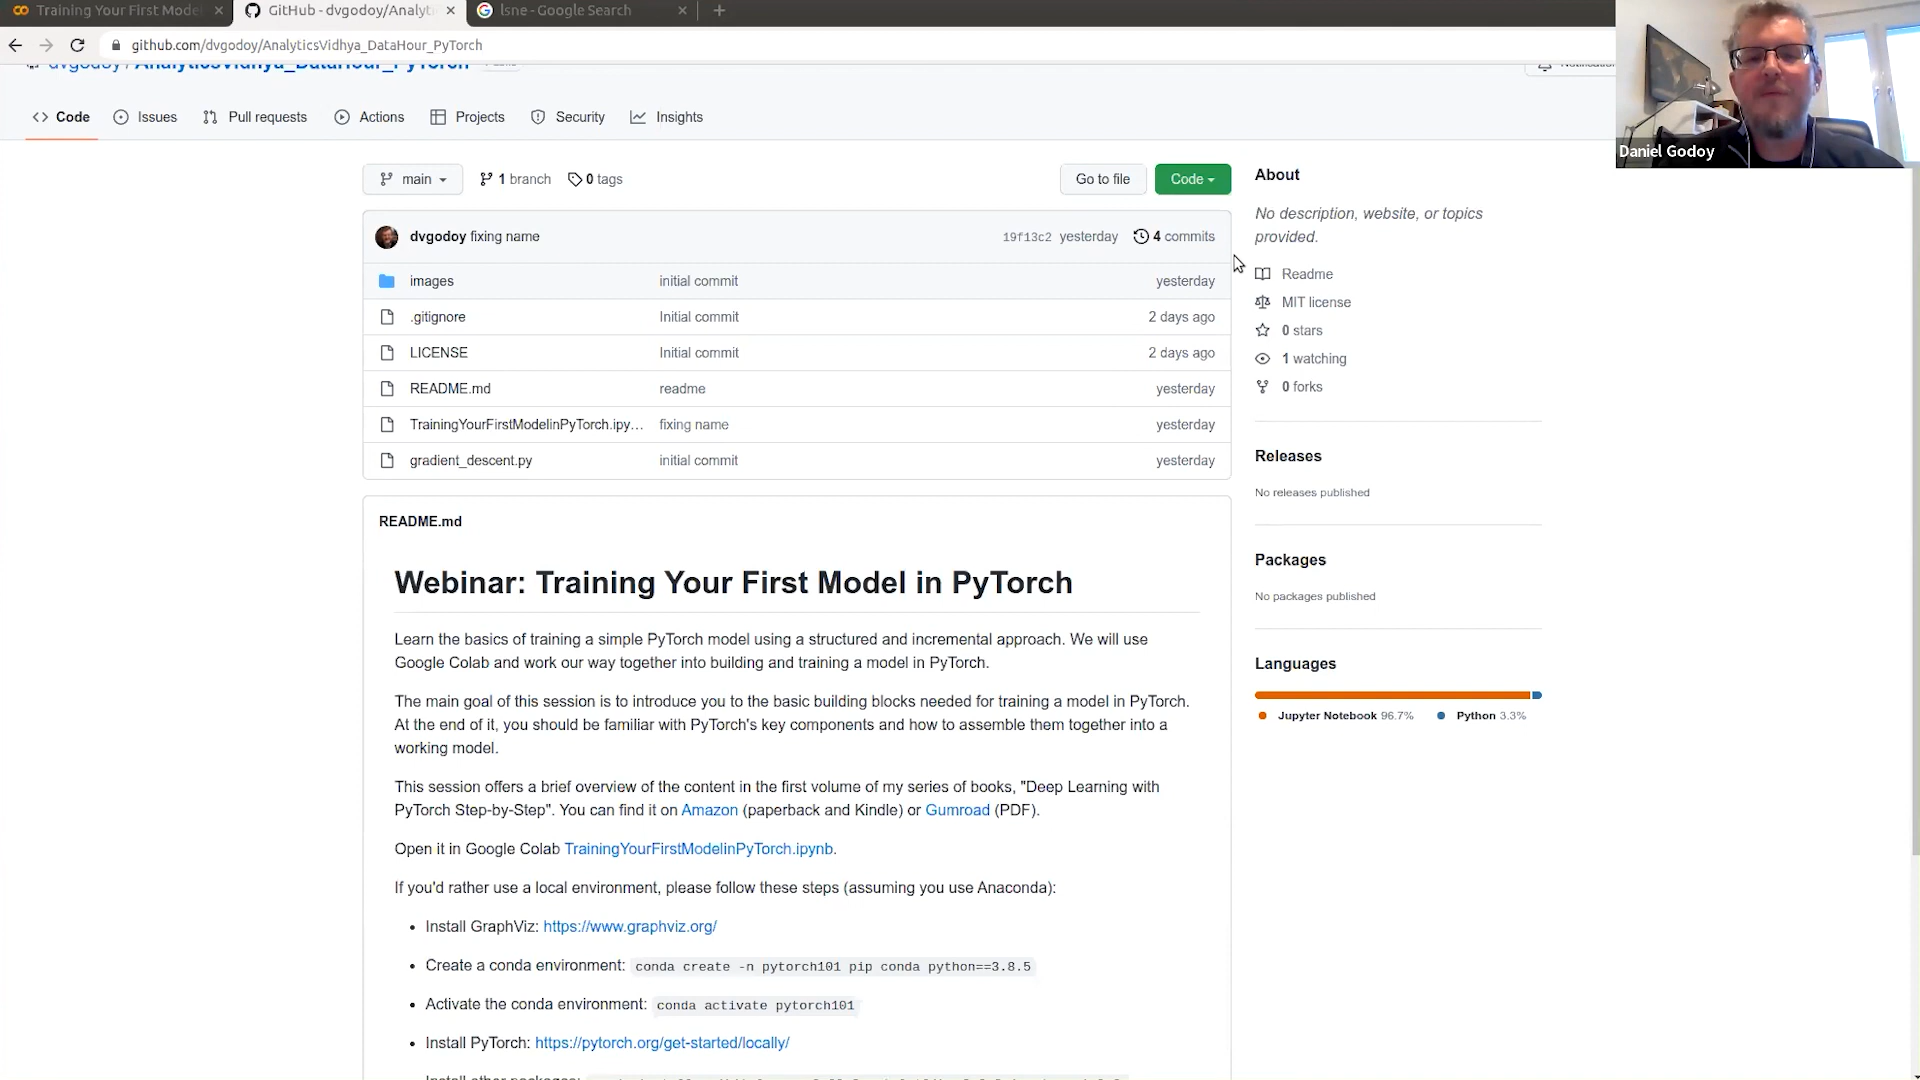 Training Your First Mode
GitHub - dvgodoy/Analyti
lsne - Google Search
github.com/dvgodoy/AnalyticsVidhya_DataHour_PyTorch
dvgodoy / AnalyticsVidhya_DataHour_PyTorch
Daniel Godoy
Code
Issues
Pull requests
Actions
Projects
Security
Insights
main
1 branch
0 tags
Go to file
Code
dvgodoy fixing name
19f13c2 yesterday
4 commits
images initial commit yesterday
.gitignore Initial commit 2 days ago
LICENSE Initial commit 2 days ago
README.md readme yesterday
TrainingYourFirstModelinPyTorch.ipy… fixing name yesterday
gradient_descent.py initial commit yesterday
About
No description, website, or topics
provided.
Readme
MIT license
0 stars
1 watching
0 forks
Releases
No releases published
Packages
No packages published
Languages
Jupyter Notebook 96.7% Python 3.3%
README.md
Webinar: Training Your First Model in PyTorch
Learn the basics of training a simple PyTorch model using a structured and incremental approach. We will use
Google Colab and work our way together into building and training a model in PyTorch.
The main goal of this session is to introduce you to the basic building blocks needed for training a model in PyTorch.
At the end of it, you should be familiar with PyTorch's key components and how to assemble them together into a
working model.
This session offers a brief overview of the content in the first volume of my series of books, "Deep Learning with
PyTorch Step-by-Step". You can find it on Amazon (paperback and Kindle) or Gumroad (PDF).
Open it in Google Colab TrainingYourFirstModelinPyTorch.ipynb.
If you'd rather use a local environment, please follow these steps (assuming you use Anaconda):
• Install GraphViz: https://www.graphviz.org/
• Create a conda environment: conda create -n pytorch101 pip conda python==3.8.5
• Activate the conda environment: conda activate pytorch101
• Install PyTorch: https://pytorch.org/get-started/locally/